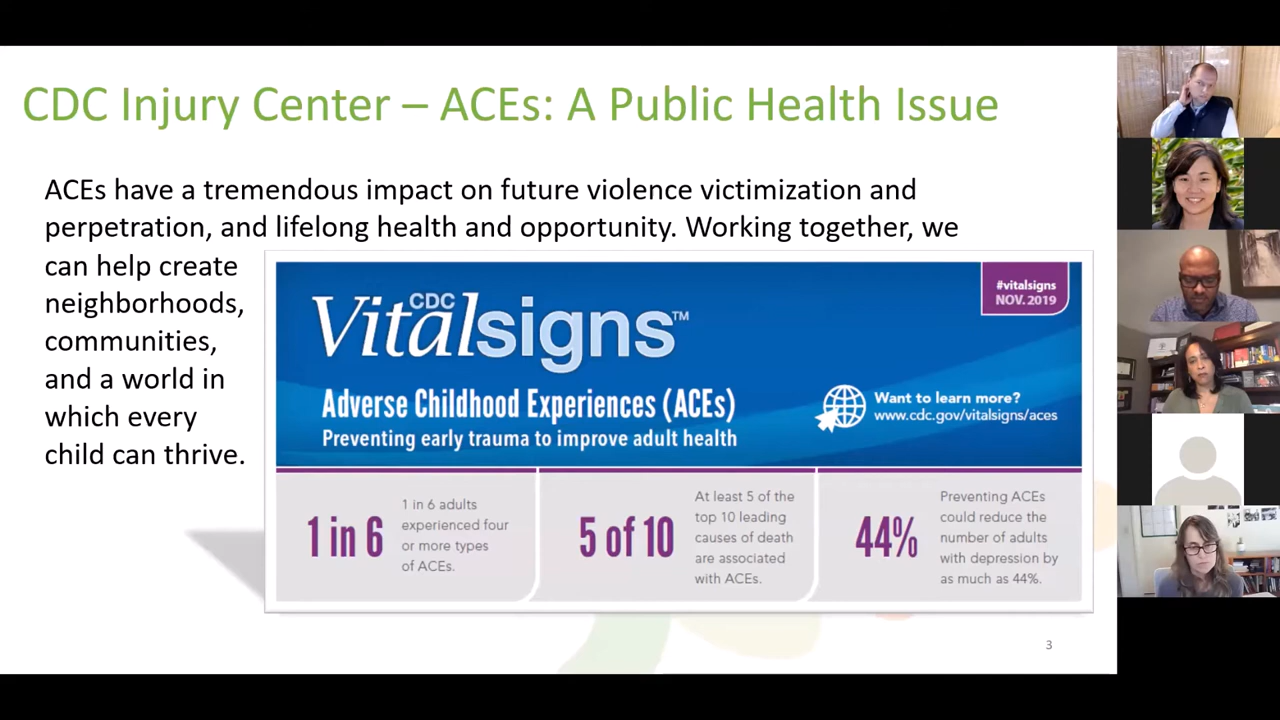 CDC Injury Center – ACEs: A Public Health Issue
ACEs have a tremendous impact on future violence victimization and
perpetration, and lifelong health and opportunity. Working together, we
can help create
neighborhoods,
communities,
and a world in
which every
child can thrive.
#vitalsigns
NOV. 2019
CDC
Vitalsigns™
Adverse Childhood Experiences (ACEs)
Preventing early trauma to improve adult health
Want to learn more?
www.cdc.gov/vitalsigns/aces
1 in 6
1 in 6 adults
experienced four
or more types
of ACEs.
5 of 10
At least 5 of the
top 10 leading
causes of death
are associated
with ACEs.
44%
Preventing ACEs
could reduce the
number of adults
with depression by
as much as 44%.
3